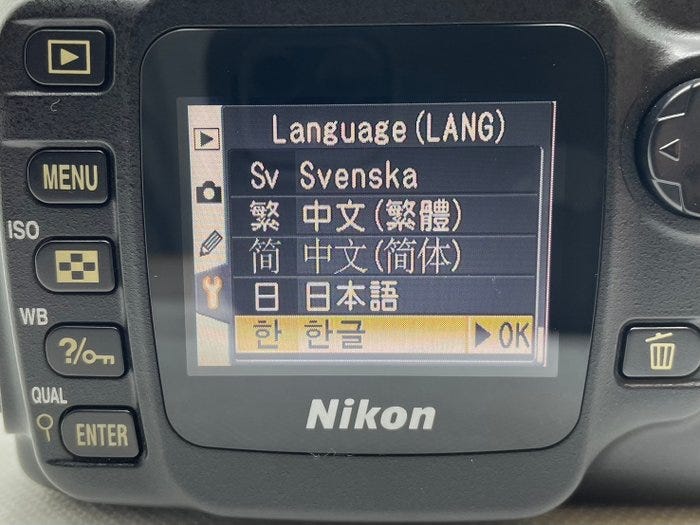 Language (LANG)
Sv Svenska
繁 中文(繁體)
简 中文(简体)
日 日本語
한 한글 ▶OK
MENU
ISO
WB
?/
QUAL
ENTER
Nikon